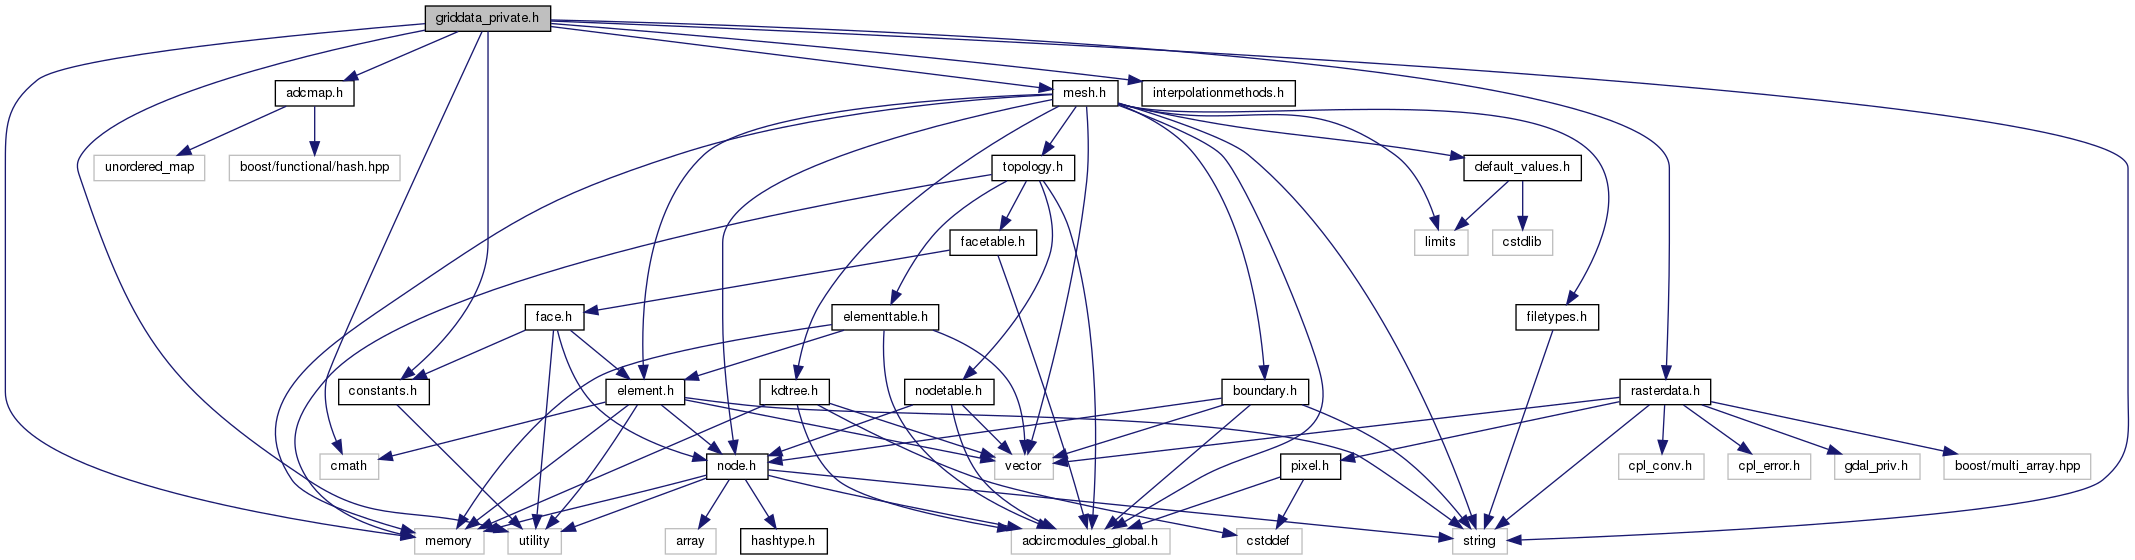 griddata_private.h
adcmap.h
mesh.h
interpolationmethods.h
unordered_map
boost/functional/hash.hpp
topology.h
default_values.h
facetable.h
limits
cstdlib
face.h
elementtable.h
filetypes.h
constants.h
element.h
kdtree.h
nodetable.h
boundary.h
rasterdata.h
cmath
node.h
vector
pixel.h
cpl_conv.h
cpl_error.h
gdal_priv.h
boost/multi_array.hpp
memory
utility
array
hashtype.h
adcircmodules_global.h
cstddef
string